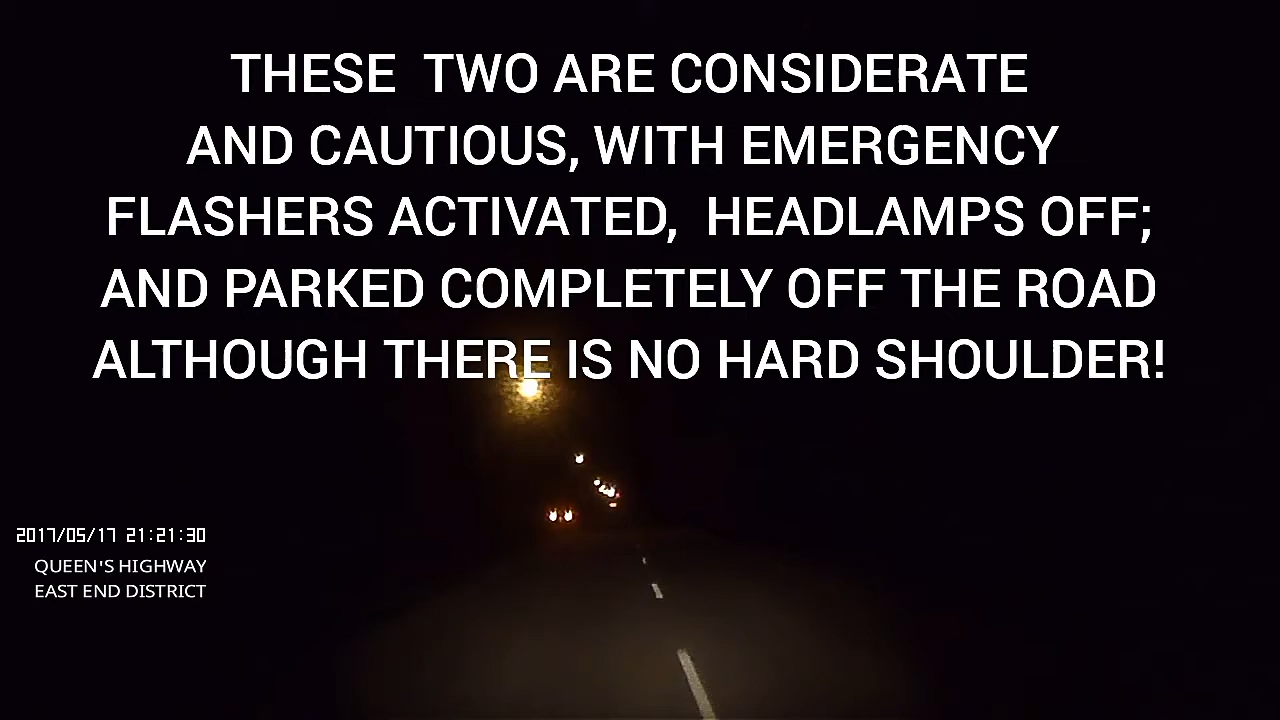 THESE TWO ARE CONSIDERATE
AND CAUTIOUS, WITH EMERGENCY
FLASHERS ACTIVATED, HEADLAMPS OFF;
AND PARKED COMPLETELY OFF THE ROAD
ALTHOUGH THERE IS NO HARD SHOULDER!
2017/05/17 21:21:30
QUEEN'S HIGHWAY
EAST END DISTRICT